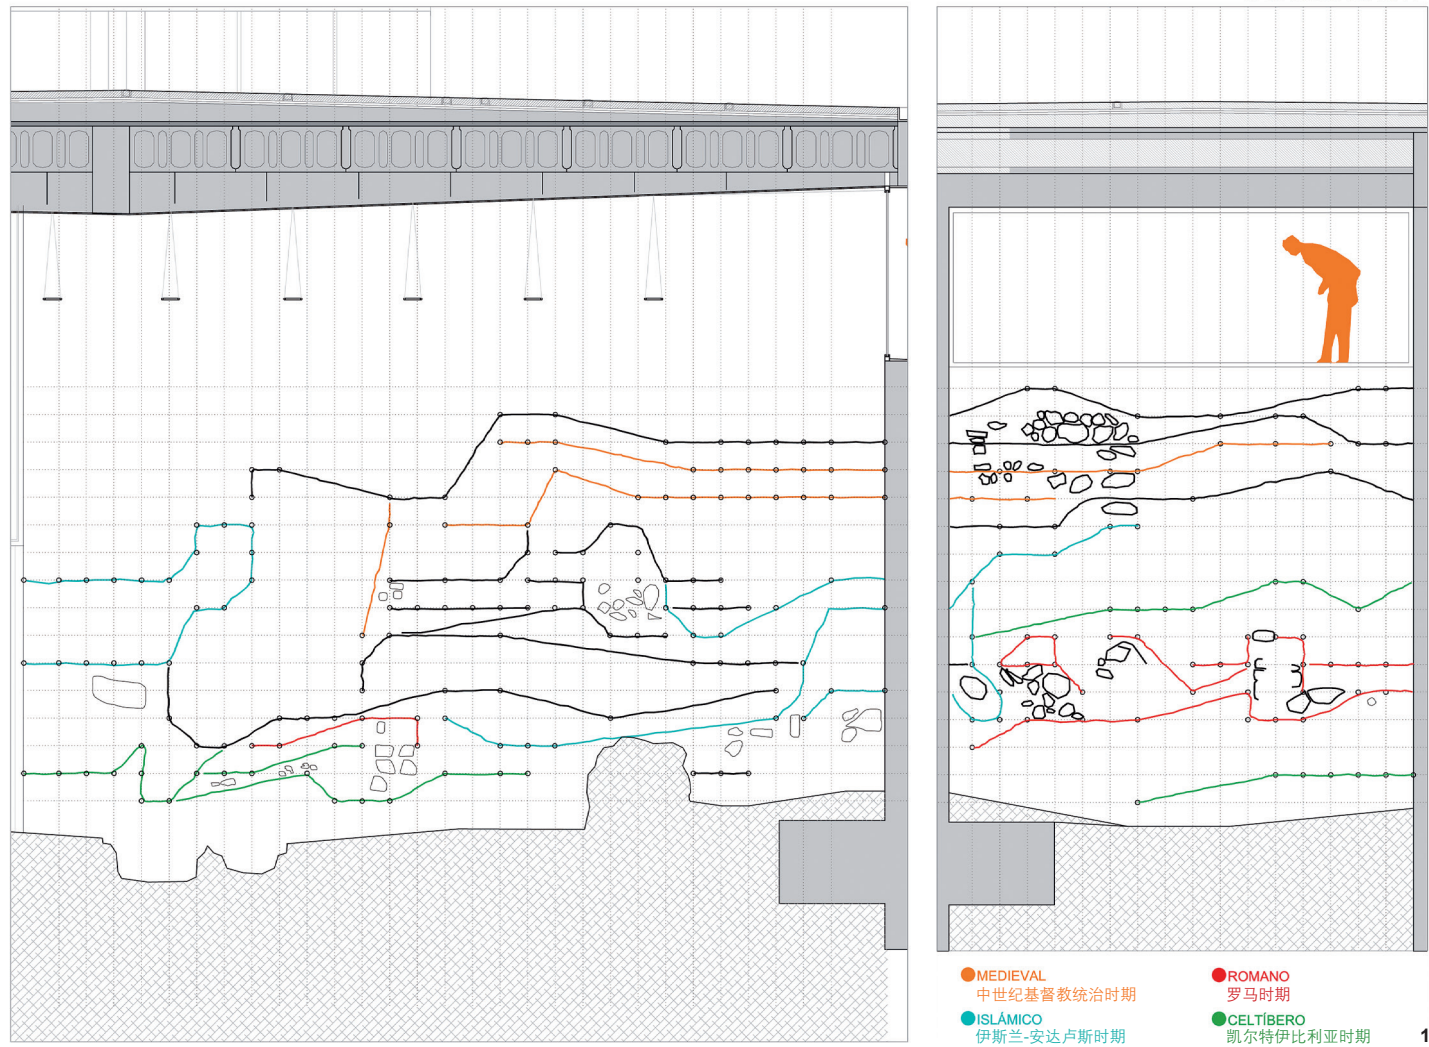 MEDIEVAL
中世纪基督教统治时期
ISLÁMICO
伊斯兰-安达卢斯时期
ROMANO
罗马时期
CELTÍBERO
凯尔特伊比利亚时期
1